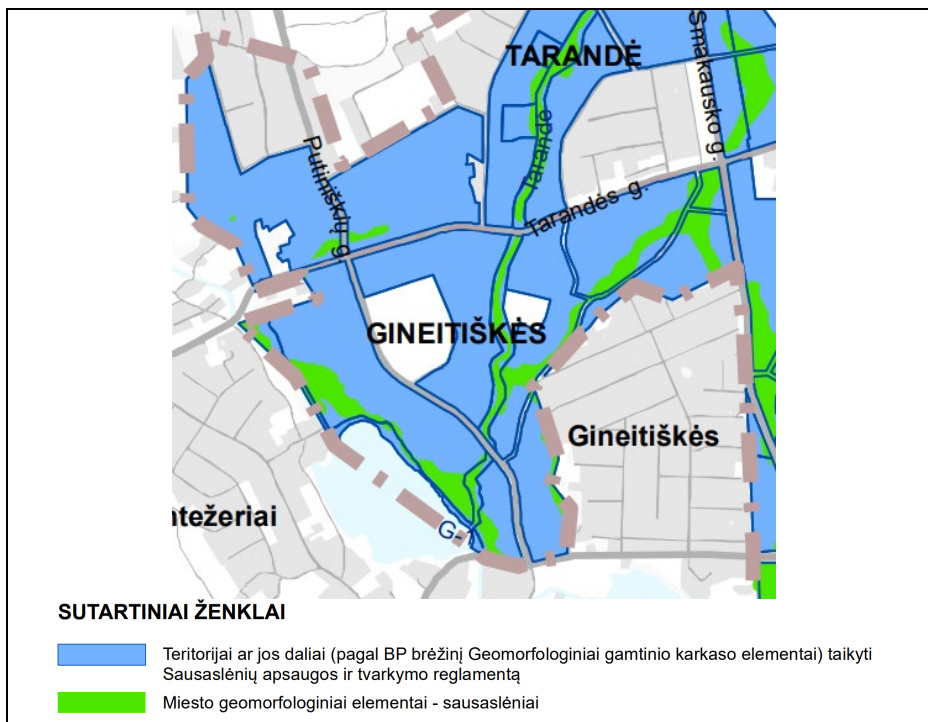 TARANDĖ
Smakausko g.
Tarandė
Putiniškių g.
Tarandės g.
GINEITIŠKĖS
Gineitiškės
ntežeriai
G-1
SUTARTINIAI ŽENKLAI
Teritorijai ar jos daliai (pagal BP brėžinį Geomorfologiniai gamtinio karkaso elementai) taikyti
Sausaslėnių apsaugos ir tvarkymo reglamentą
Miesto geomorfologiniai elementai - sausaslėniai